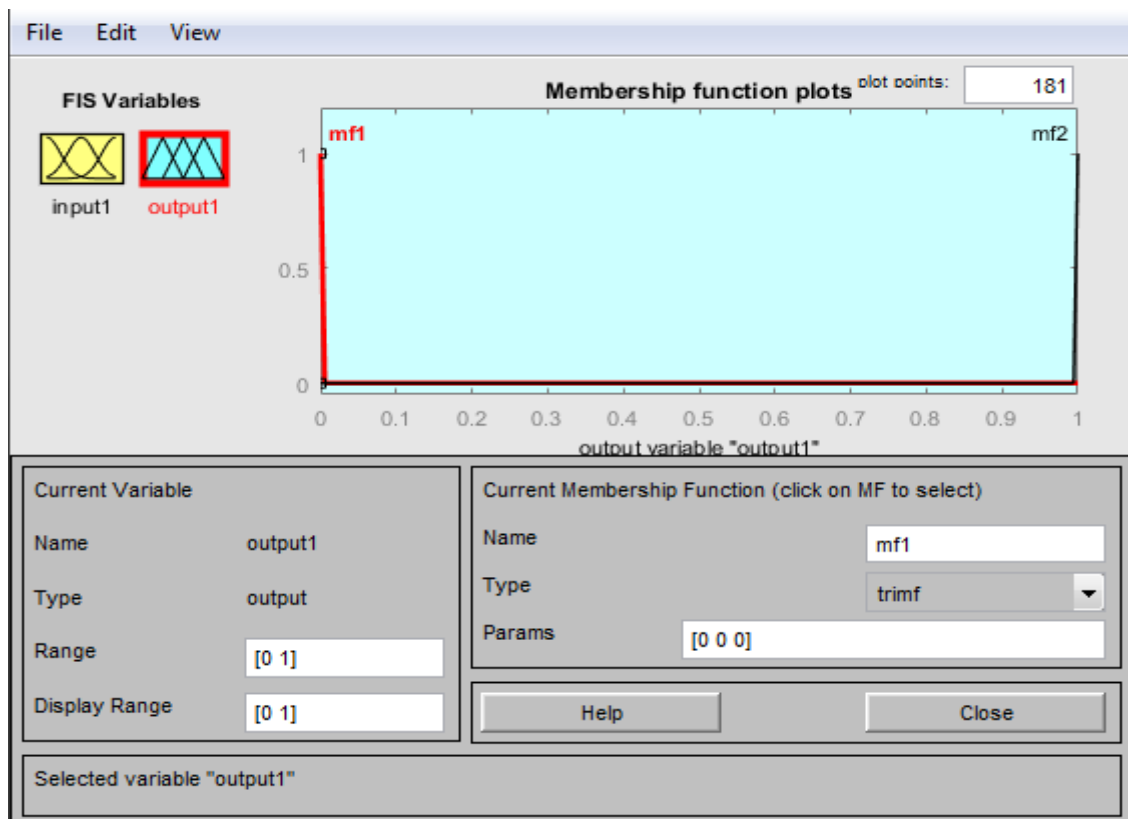 File Edit View
FIS Variables
Membership function plots plot points: 181
mf1 mf2
input1 output1
1
0.5
0
0 0.1 0.2 0.3 0.4 0.5 0.6 0.7 0.8 0.9 1
output variable "output1"
Current Variable
Name output1
Type output
Range [0 1]
Display Range [0 1]
Current Membership Function (click on MF to select)
Name mf1
Type trimf
Params [0 0 0]
Help Close
Selected variable "output1"